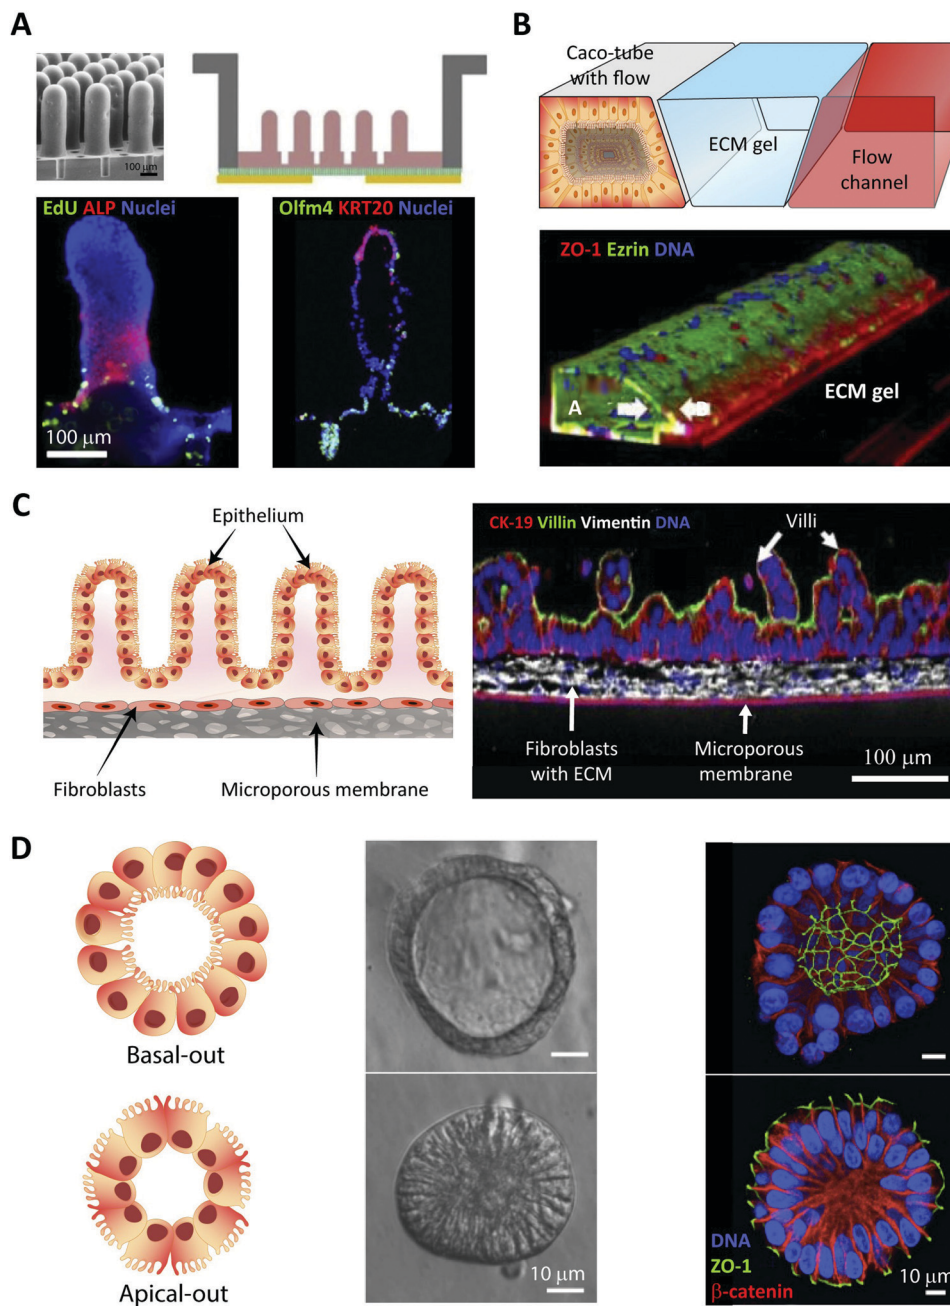 A
100 μm
EdU ALP Nuclei
100 μm
Olfm4 KRT20 Nuclei
B
Caco-tube
with flow
ECM gel
Flow
channel
ZO-1 Ezrin DNA
A
B
ECM gel
C
Epithelium
Fibroblasts
Microporous membrane
CK-19 Villin Vimentin DNA
Villi
Fibroblasts
with ECM
Microporous
membrane
100 μm
D
Basal-out
Apical-out
10 μm
DNA
ZO-1
β-catenin
10 μm